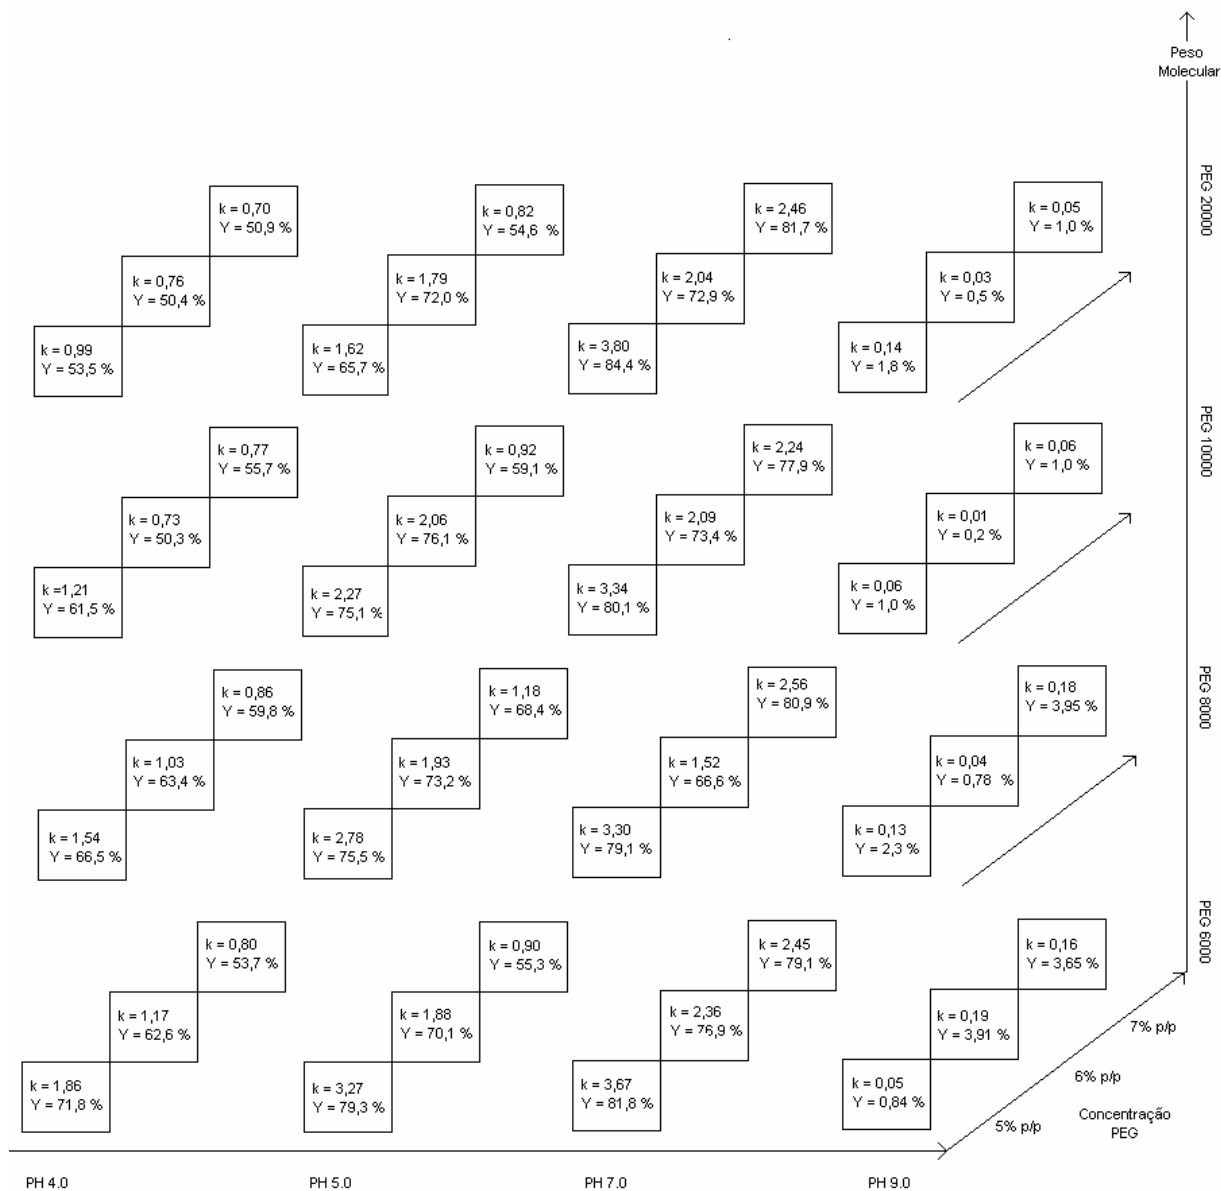 Peso
Molecular
PEG 20000
k = 0,70
Y = 50,9 %
k = 0,82
Y = 54,6 %
k = 2,46
Y = 81,7 %
k = 0,05
Y = 1,0 %
k = 0,76
Y = 50,4 %
k = 1,79
Y = 72,0 %
k = 2,04
Y = 72,9 %
k = 0,03
Y = 0,5 %
k = 0,99
Y = 53,5 %
k = 1,62
Y = 65,7 %
k = 3,80
Y = 84,4 %
k = 0,14
Y = 1,8 %
PEG 10000
k = 0,77
Y = 55,7 %
k = 0,92
Y = 59,1 %
k = 2,24
Y = 77,9 %
k = 0,06
Y = 1,0 %
k = 0,73
Y = 50,3 %
k = 2,06
Y = 76,1 %
k = 2,09
Y = 73,4 %
k = 0,01
Y = 0,2 %
k =1,21
Y = 61,5 %
k = 2,27
Y = 75,1 %
k = 3,34
Y = 80,1 %
k = 0,06
Y = 1,0 %
PEG 8000
k = 0,86
Y = 59,8 %
k = 1,18
Y = 68,4 %
k = 2,56
Y = 80,9 %
k = 0,18
Y = 3,95 %
k = 1,03
Y = 63,4 %
k = 1,93
Y = 73,2 %
k = 1,52
Y = 66,6 %
k = 0,04
Y = 0,78 %
k = 1,54
Y = 66,5 %
k = 2,78
Y = 75,5 %
k = 3,30
Y = 79,1 %
k = 0,13
Y = 2,3 %
PEG 6000
k = 0,80
Y = 53,7 %
k = 0,90
Y = 55,3 %
k = 2,45
Y = 79,1 %
k = 0,16
Y = 3,65 %
k = 1,17
Y = 62,6 %
k = 1,88
Y = 70,1 %
k = 2,36
Y = 76,9 %
k = 0,19
Y = 3,91 %
k = 1,86
Y = 71,8 %
k = 3,27
Y = 79,3 %
k = 3,67
Y = 81,8 %
k = 0,05
Y = 0,84 %
7% p/p
6% p/p
5% p/p
Concentração
PEG
PH 4.0
PH 5.0
PH 7.0
PH 9.0